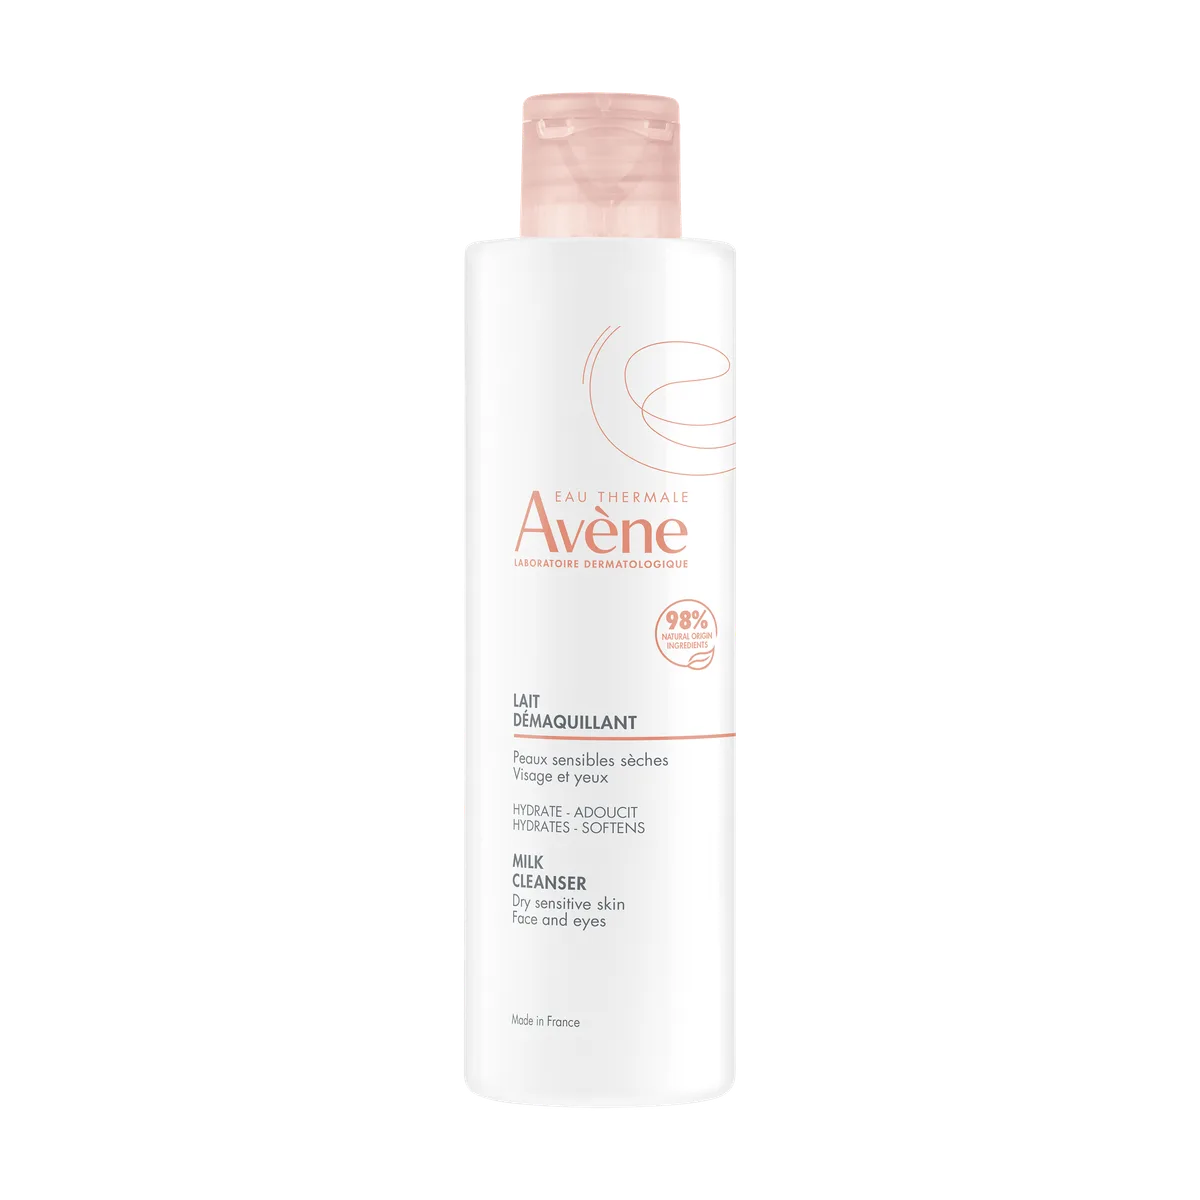 EAU THERMALE
Avène
LABORATOIRE DERMATOLOGIQUE
98%
NATURAL ORIGIN
INGREDIENTS
LAIT
DÉMAQUILLANT
Peaux sensibles sèches
Visage et yeux
HYDRATE - ADOUCIT
HYDRATES - SOFTENS
MILK
CLEANSER
Dry sensitive skin
Face and eyes
Made in France